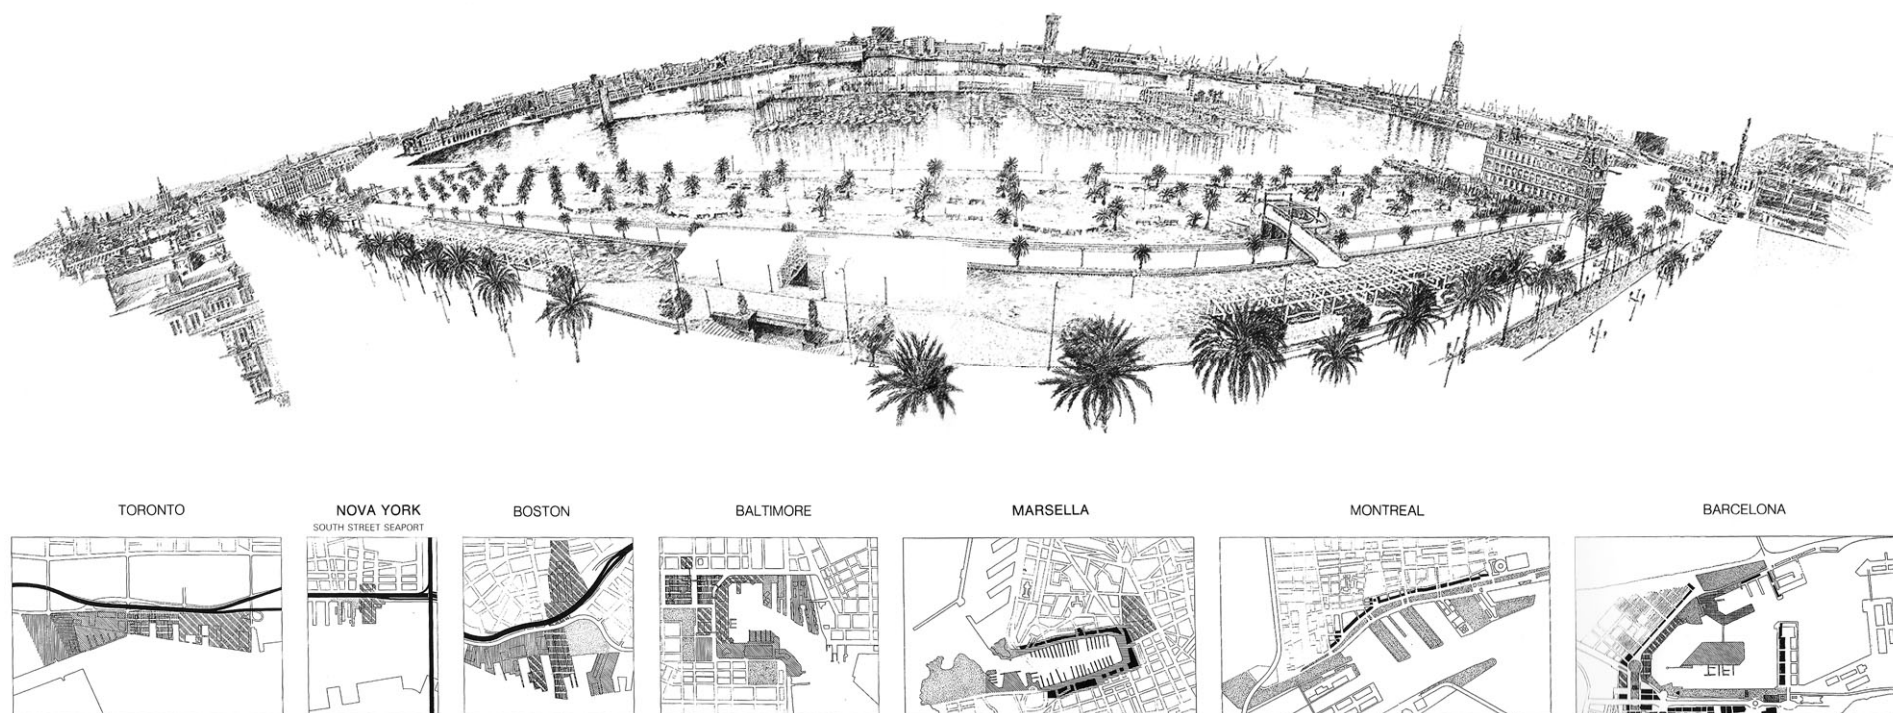 TORONTO
NOVA YORK
SOUTH STREET SEAPORT
BOSTON
BALTIMORE
MARSELLA
MONTREAL
BARCELONA